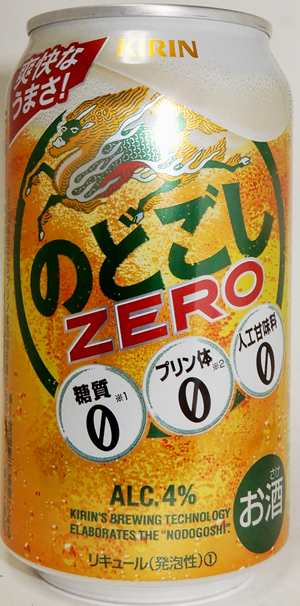 爽快な
うまさ!
KIRIN
のどごし
ZERO
糖質※1
0
プリン体※2
0
人工甘味料
0
ALC.4%
KIRIN'S BREWING TECHNOLOGY
ELABORATES THE "NODOGOSHI".
さけ
お酒
リキュール(発泡性)①